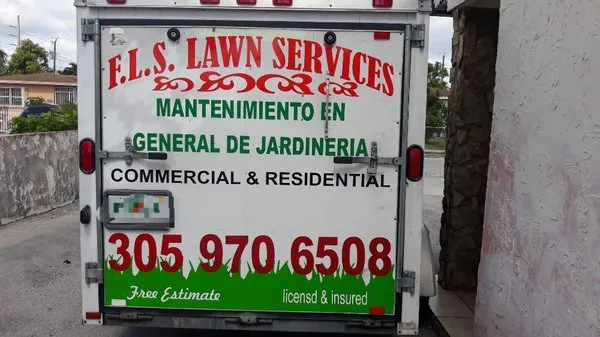 F.L.S. LAWN SERVICES
MANTENIMIENTO EN
GENERAL DE JARDINERIA
COMMERCIAL & RESIDENTIAL
305 970 6508
Free Estimate
licensd & insured